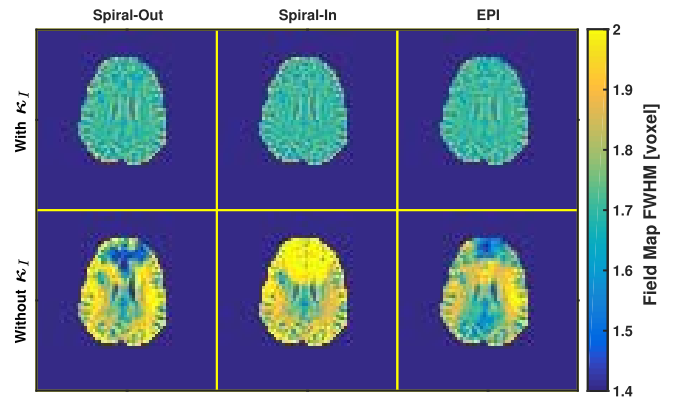 Spiral-Out Spiral-In EPI
With κI
Without κI
2
1.9
1.8
1.7
1.6
1.5
1.4
Field Map FWHM [voxel]